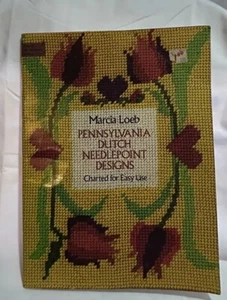 Marcia Loeb
PENNSYLVANIA
DUTCH
NEEDLEPOINT
DESIGNS
Charted for Easy Use